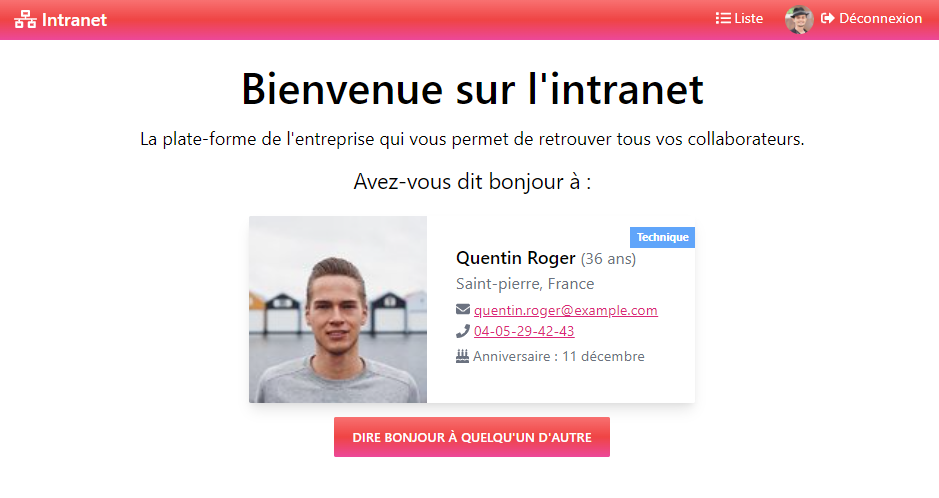 Intranet
Liste
Déconnexion
Bienvenue sur l'intranet
La plate-forme de l'entreprise qui vous permet de retrouver tous vos collaborateurs.
Avez-vous dit bonjour à :
Technique
Quentin Roger (36 ans)
Saint-pierre, France
quentin.roger@example.com
04-05-29-42-43
Anniversaire : 11 décembre
DIRE BONJOUR À QUELQU'UN D'AUTRE